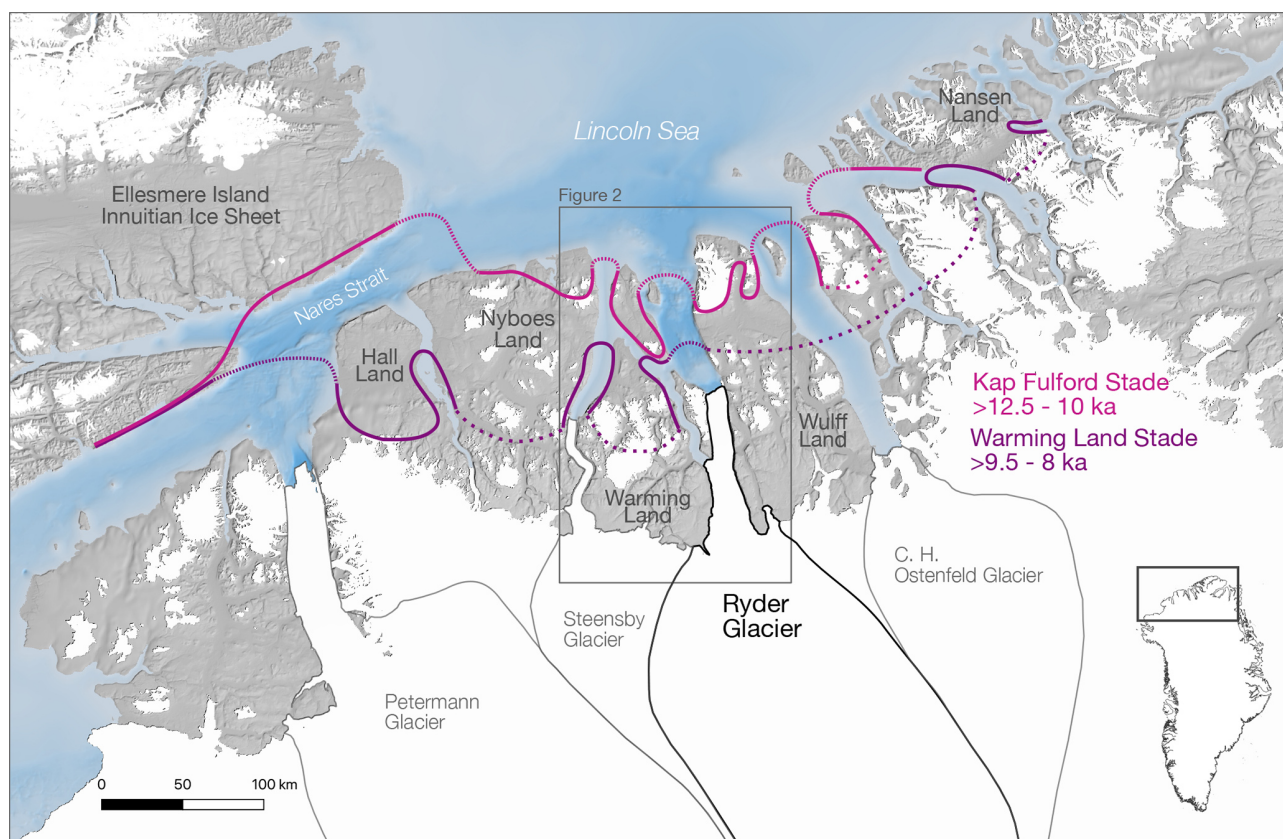 Nansen
Land
Lincoln Sea
Ellesmere Island
Innuitian Ice Sheet
Figure 2
Nares Strait
Nyboes
Land
Hall
Land
Kap Fulford Stade
>12.5 - 10 ka
Warming Land Stade
>9.5 - 8 ka
Wulff
Land
Warming
Land
C. H.
Ostenfeld Glacier
Steensby
Glacier
Ryder
Glacier
Petermann
Glacier
0 50 100 km